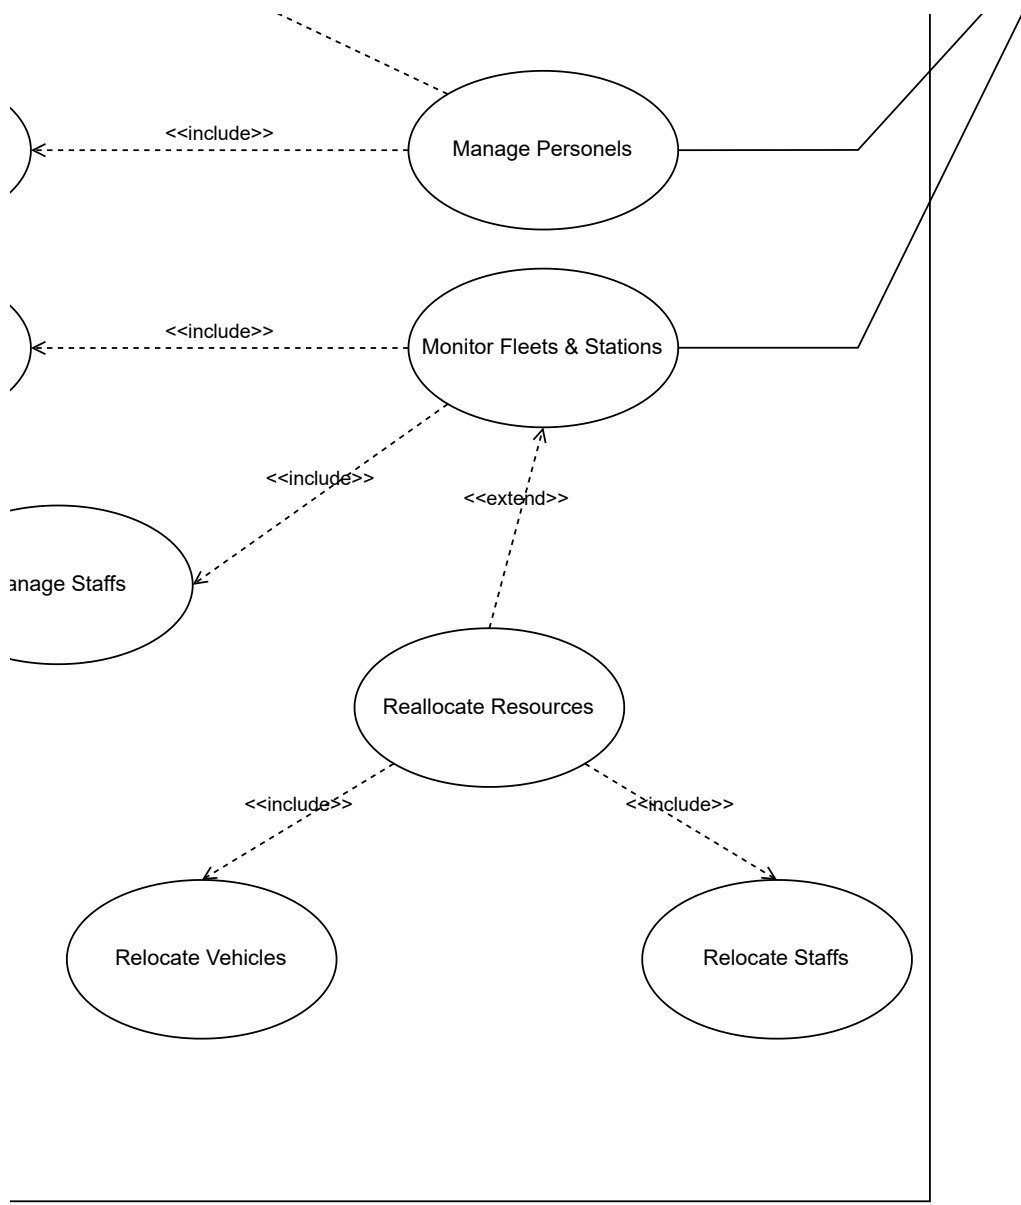 <<include>>
Manage Personels
<<include>>
Monitor Fleets & Stations
<<include>>
<<extend>>
anage Staffs
Reallocate Resources
<<include>>
<<include>>
Relocate Vehicles
Relocate Staffs